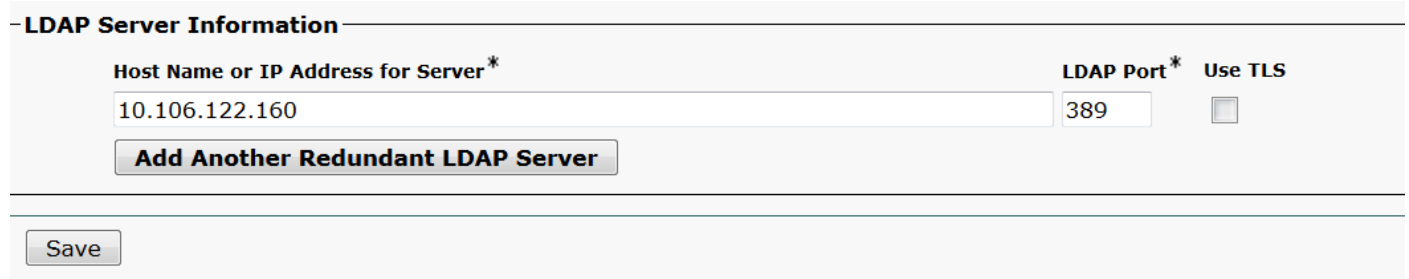 LDAP Server Information
Host Name or IP Address for Server* LDAP Port* Use TLS
10.106.122.160 389
Add Another Redundant LDAP Server
Save